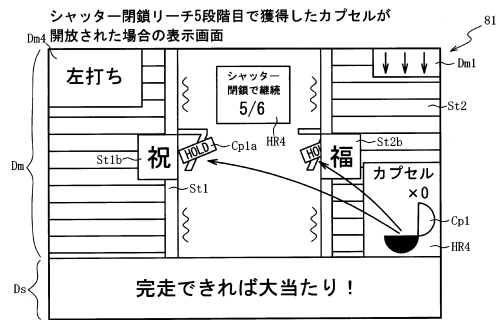 シャッター閉鎖リーチ5段階目で獲得したカプセルが
開放された場合の表示画面
81
Dm4
左打ち
シャッター
閉鎖で継続
5/6
HR4
Dm1
St2
Dm
St1b
祝
HOLD
Cp1a
HO
福
St2b
St1
カプセル
×0
Cp1
HR4
Ds
完走できれば大当たり！